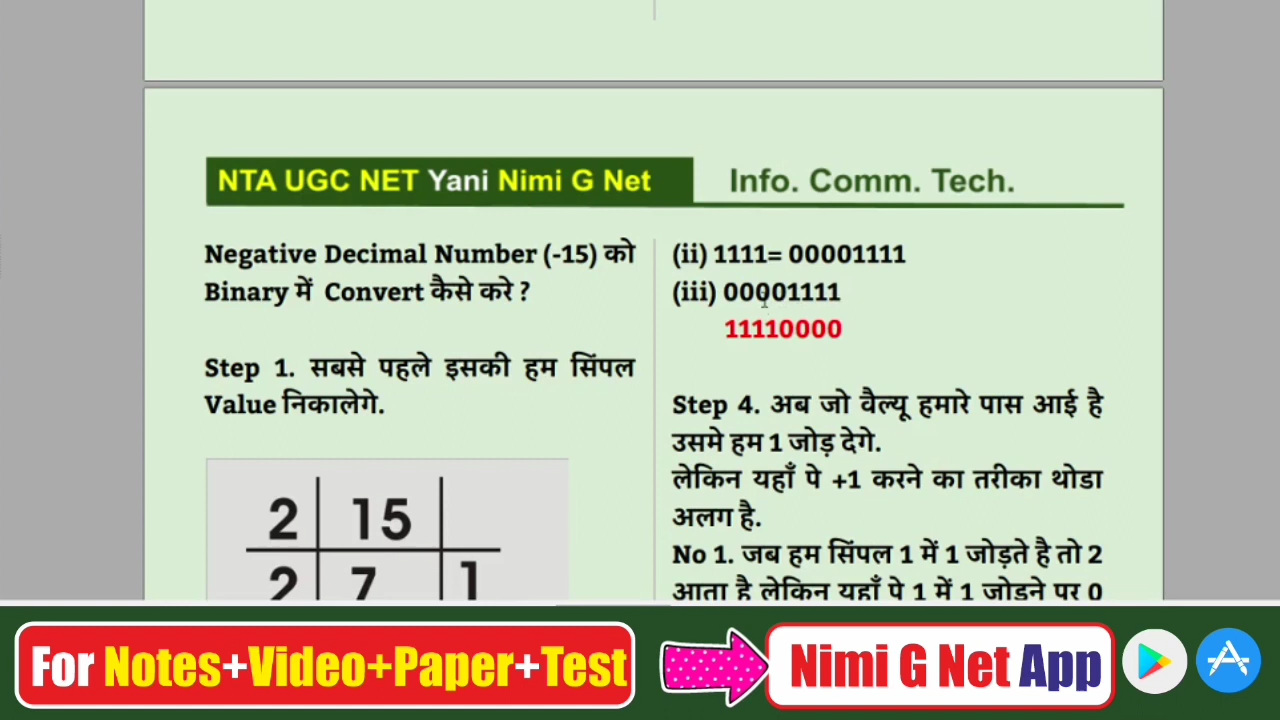 NTA UGC NET Yani Nimi G Net
Info. Comm. Tech.
Negative Decimal Number (-15) को
Binary में Convert कैसे करे ?
Step 1. सबसे पहले इसकी हम सिंपल
Value निकालेगे.
2 15
2 7 1
(ii) 1111= 00001111
(iii) 00001111
11110000
Step 4. अब जो वैल्यू हमारे पास आई है
उसमे हम 1 जोड़ देगे.
लेकिन यहाँ पे +1 करने का तरीका थोडा
अलग है.
No 1. जब हम सिंपल 1 में 1 जोड़ते है तो 2
आता है लेकिन यहाँ पे 1 में 1 जोडने पर 0
For Notes+Video+Paper+Test
Nimi G Net App